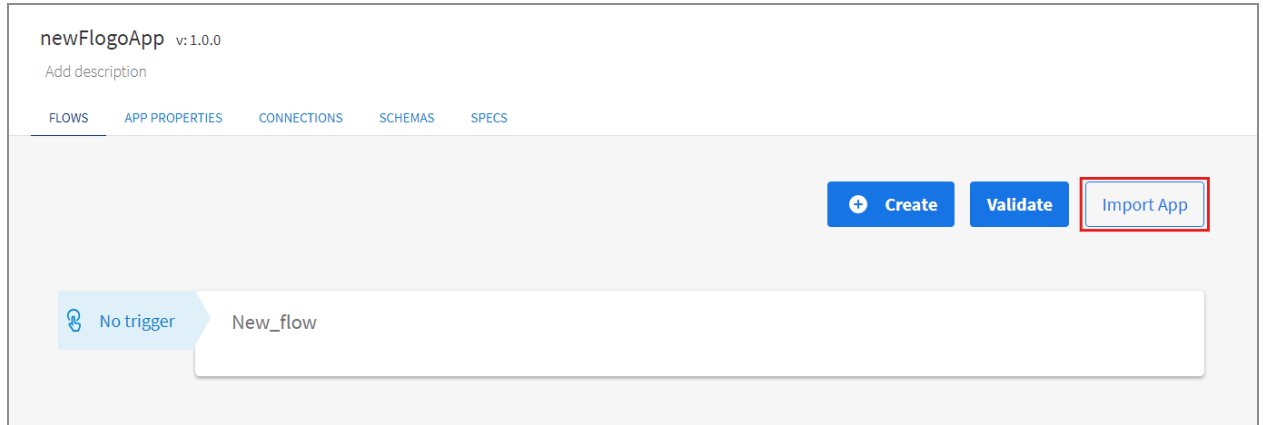 newFlogoApp v: 1.0.0
Add description
FLOWS APP PROPERTIES CONNECTIONS SCHEMAS SPECS
Create Validate Import App
No trigger New_flow